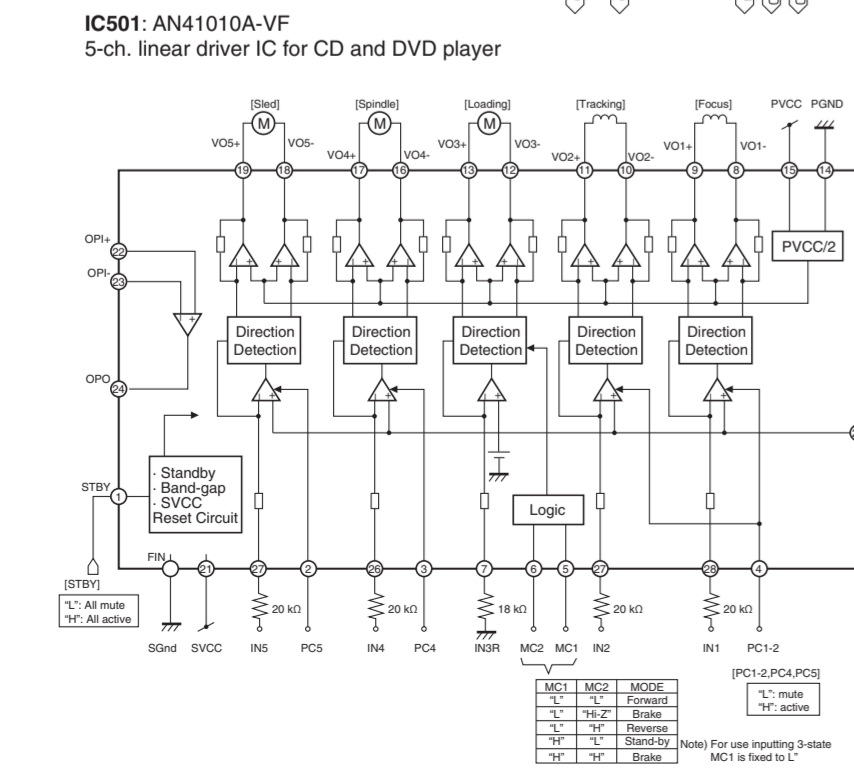 IC501: AN41010A-VF
5-ch. linear driver IC for CD and DVD player
[Sled] [Spindle] [Loading] [Tracking] [Focus] PVCC PGND
M M M
VO5+ VO5- VO4+ VO4- VO3+ VO3- VO2+ VO2- VO1+ VO1-
19 18 17 16 13 12 11 10 9 8 15 14
OPI+
22
PVCC/2
OPI-
23
Direction Direction Direction Direction Direction
Detection Detection Detection Detection Detection
OPO
24
STBY
1
· Standby
· Band-gap
· SVCC
Reset Circuit
Logic
FIN
21 27 2 26 3 7 6 5 27 28 4
[STBY]
"L": All mute
"H": All active
20 kΩ 20 kΩ 18 kΩ 20 kΩ 20 kΩ
SGnd SVCC IN5 PC5 IN4 PC4 IN3R MC2 MC1 IN2 IN1 PC1-2
[PC1-2,PC4,PC5]
"L": mute
"H": active
MC1 MC2 MODE
"L" "L" Forward
"L" "Hi-Z" Brake
"L" "H" Reverse
"H" "L" Stand-by
"H" "H" Brake
Note) For use inputting 3-state
MC1 is fixed to L"